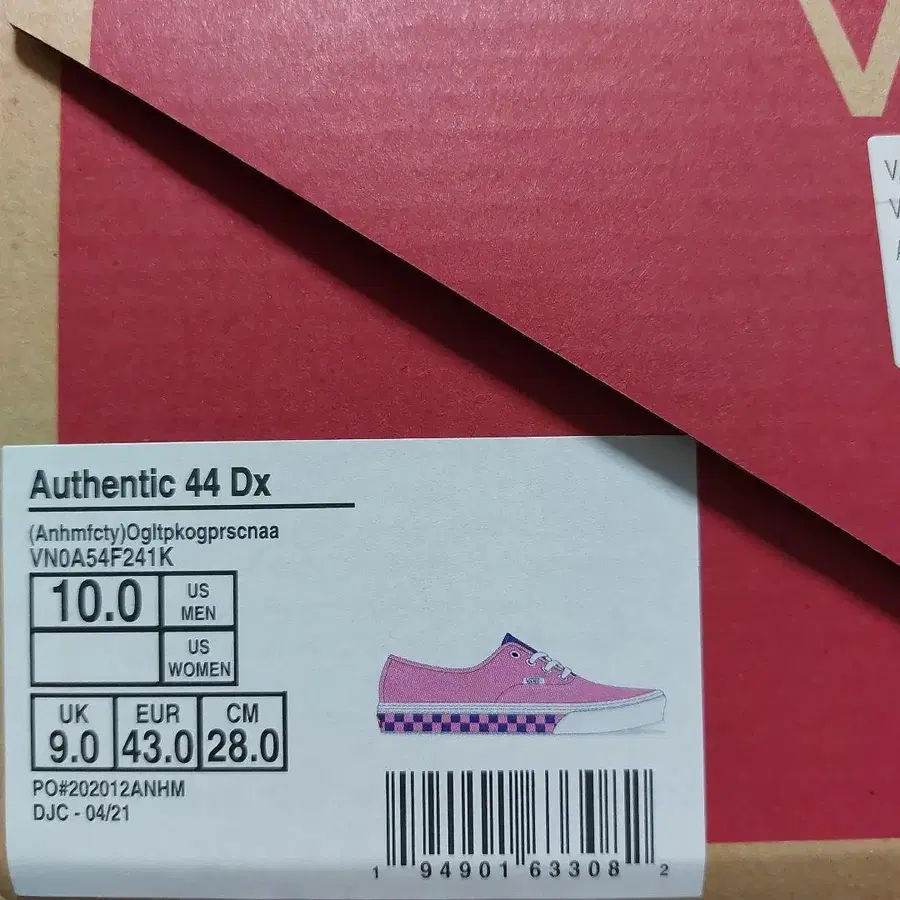 V
Authentic 44 Dx
(Anhmfcty)Ogltpkogprscnaa
VN0A54F241K
10.0 US MEN
US WOMEN
UK EUR CM
9.0 43.0 28.0
PO#202012ANHM
DJC - 04/21
1 94901 63308 2